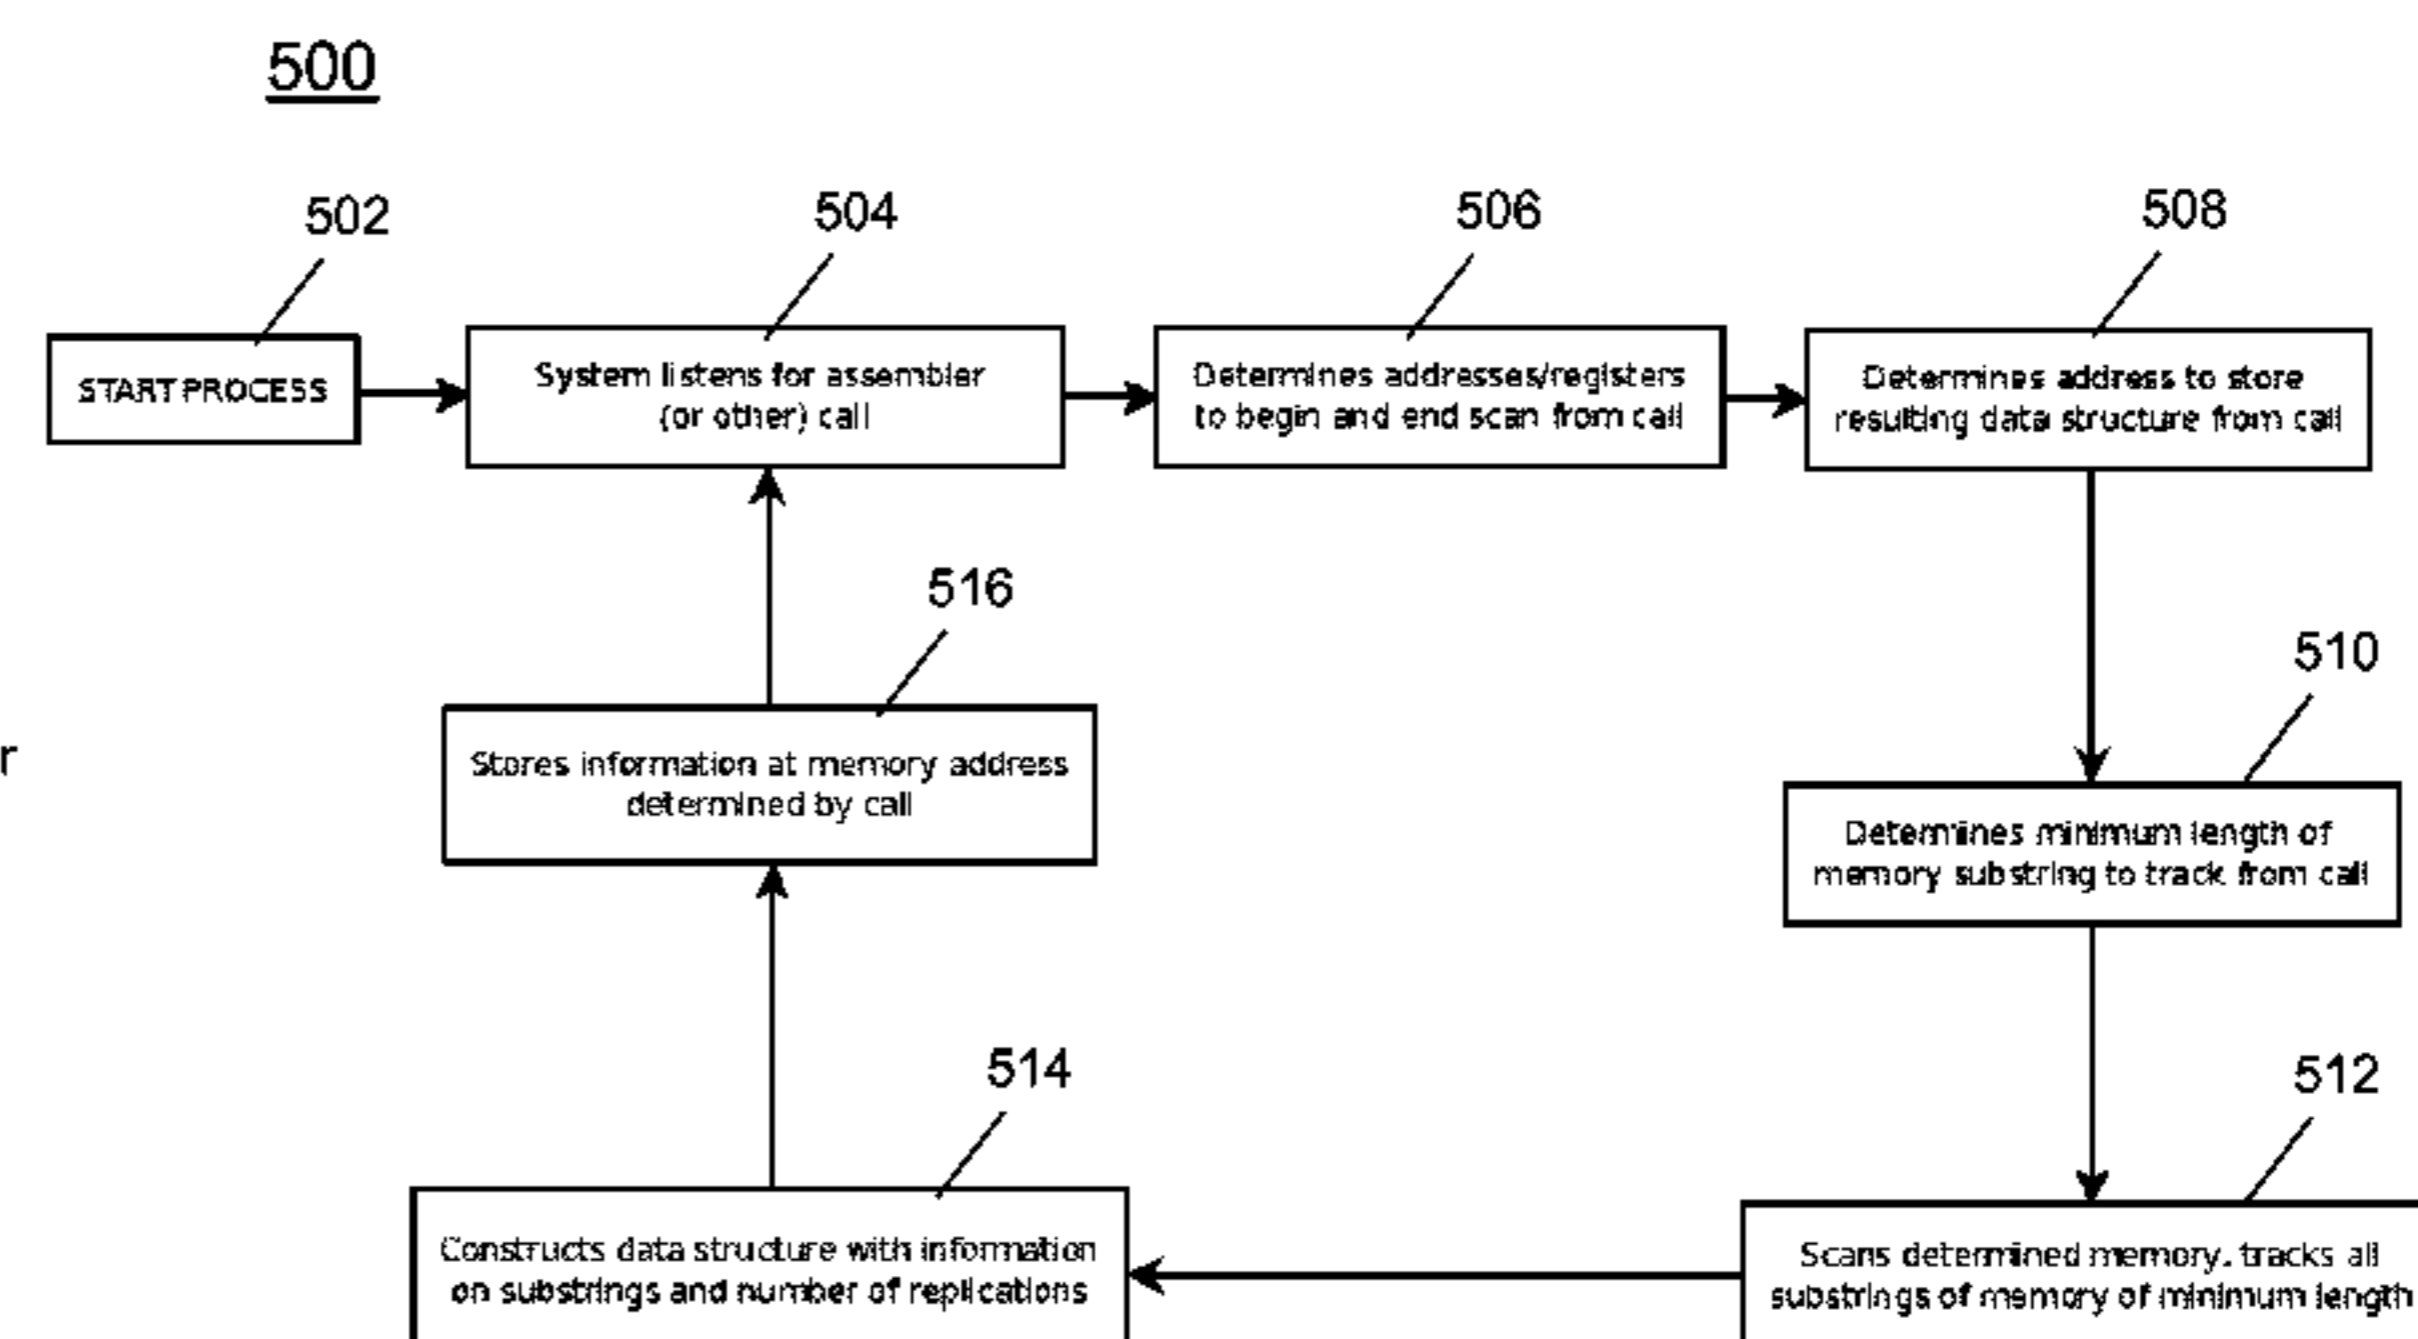 500
502
504
506
508
START PROCESS
System listens for assembler
(or other) call
Determines addresses/registers
to begin and end scan from call
Determines address to store
resulting data structure from call
516
510
r
Stores information at memory address
determined by call
Determines minimum length of
memory substring to track from call
514
512
Constructs data structure with information
on substrings and number of replications
Scans determined memory, tracks all
substrings of memory of minimum length